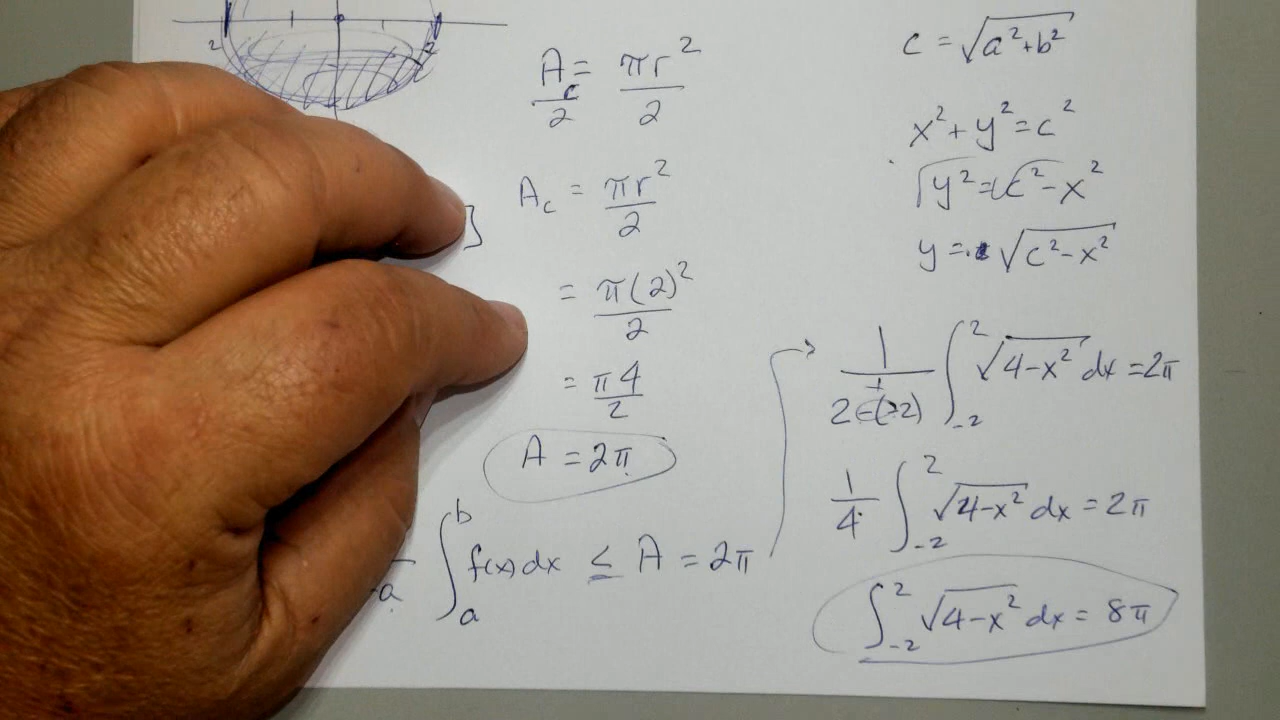 2 2
A_c/2 = πr²/2
A_c = πr²/2
= π(2)²/2
= π4/2
A = 2π
-a ∫_a^b f(x)dx ≤ A = 2π
c = √(a²+b²)
x² + y² = c²
√y² = √c² - x²
y = √(c² - x²)
∫_{-2}^{2} √(4-x²) dx = 2π
1/4 ∫_{-2}^{2} √(4-x²) dx = 2π
∫_{-2}^{2} √(4-x²) dx = 8π